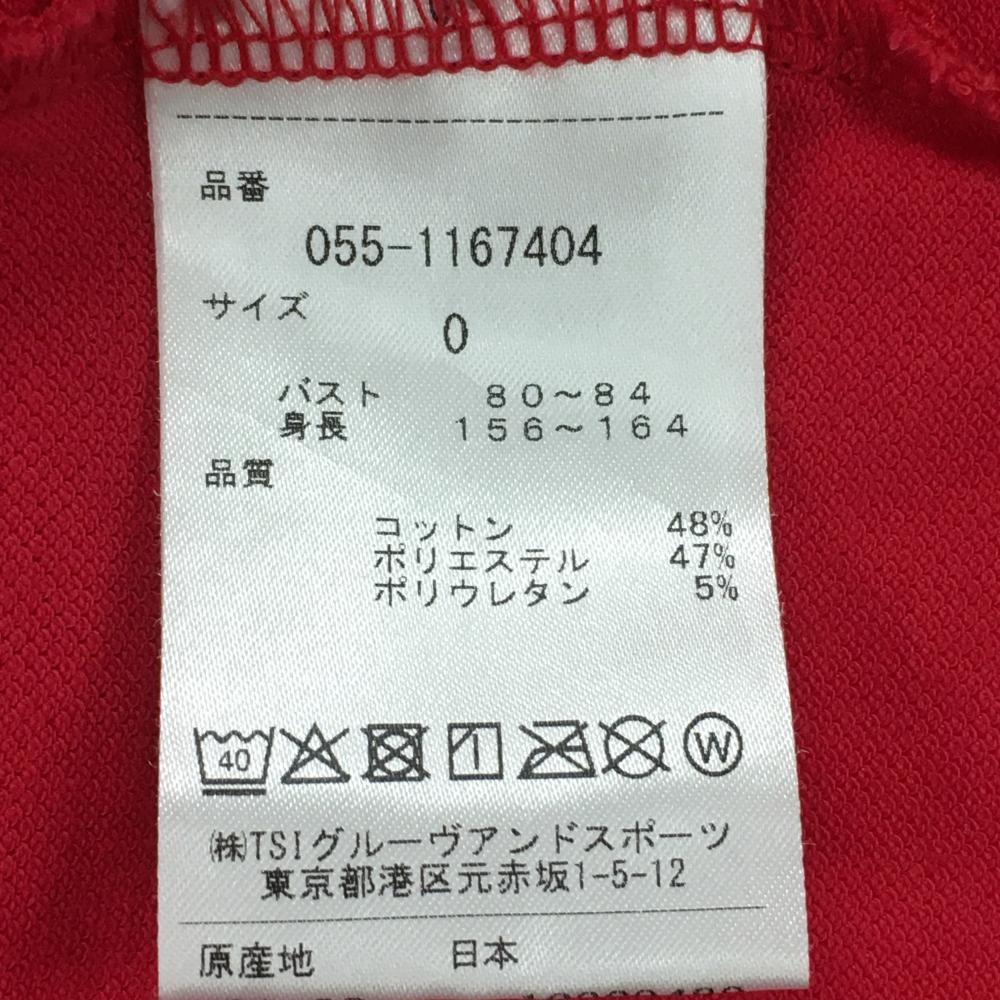 品番
055-1167404
サイズ 0
バスト 80～84
身長 156～164
品質
コットン 48%
ポリエステル 47%
ポリウレタン 5%
40 W
㈱TSIグルーヴアンドスポーツ
東京都港区元赤坂1-5-12
原産地 日本